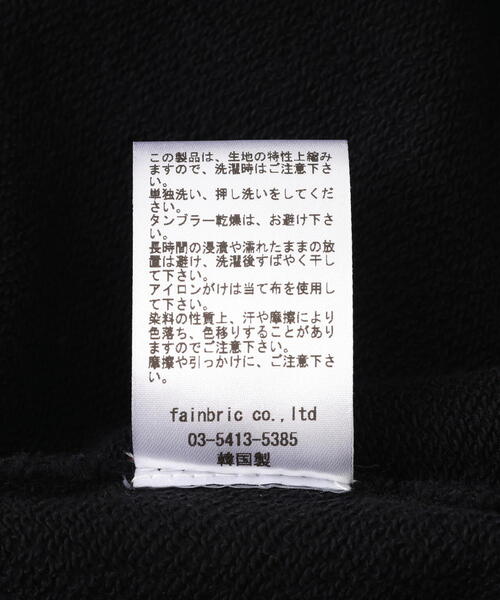 この製品は、生地の特性上縮み
ますので、洗濯時はご注意下さ
い。
単独洗い、押し洗いをしてくだ
さい。
タンブラー乾燥は、お避け下さ
い。
長時間の浸漬や濡れたままの放
置は避け、洗濯後すばやく干し
て下さい。
アイロンがけは当て布を使用し
て下さい。
染料の性質上、汗や摩擦により
色落ち、色移りすることがあり
ますのでご注意下さい。
摩擦や引っかけに、ご注意下さ
い。
fainbric co.,ltd
03-5413-5385
韓国製